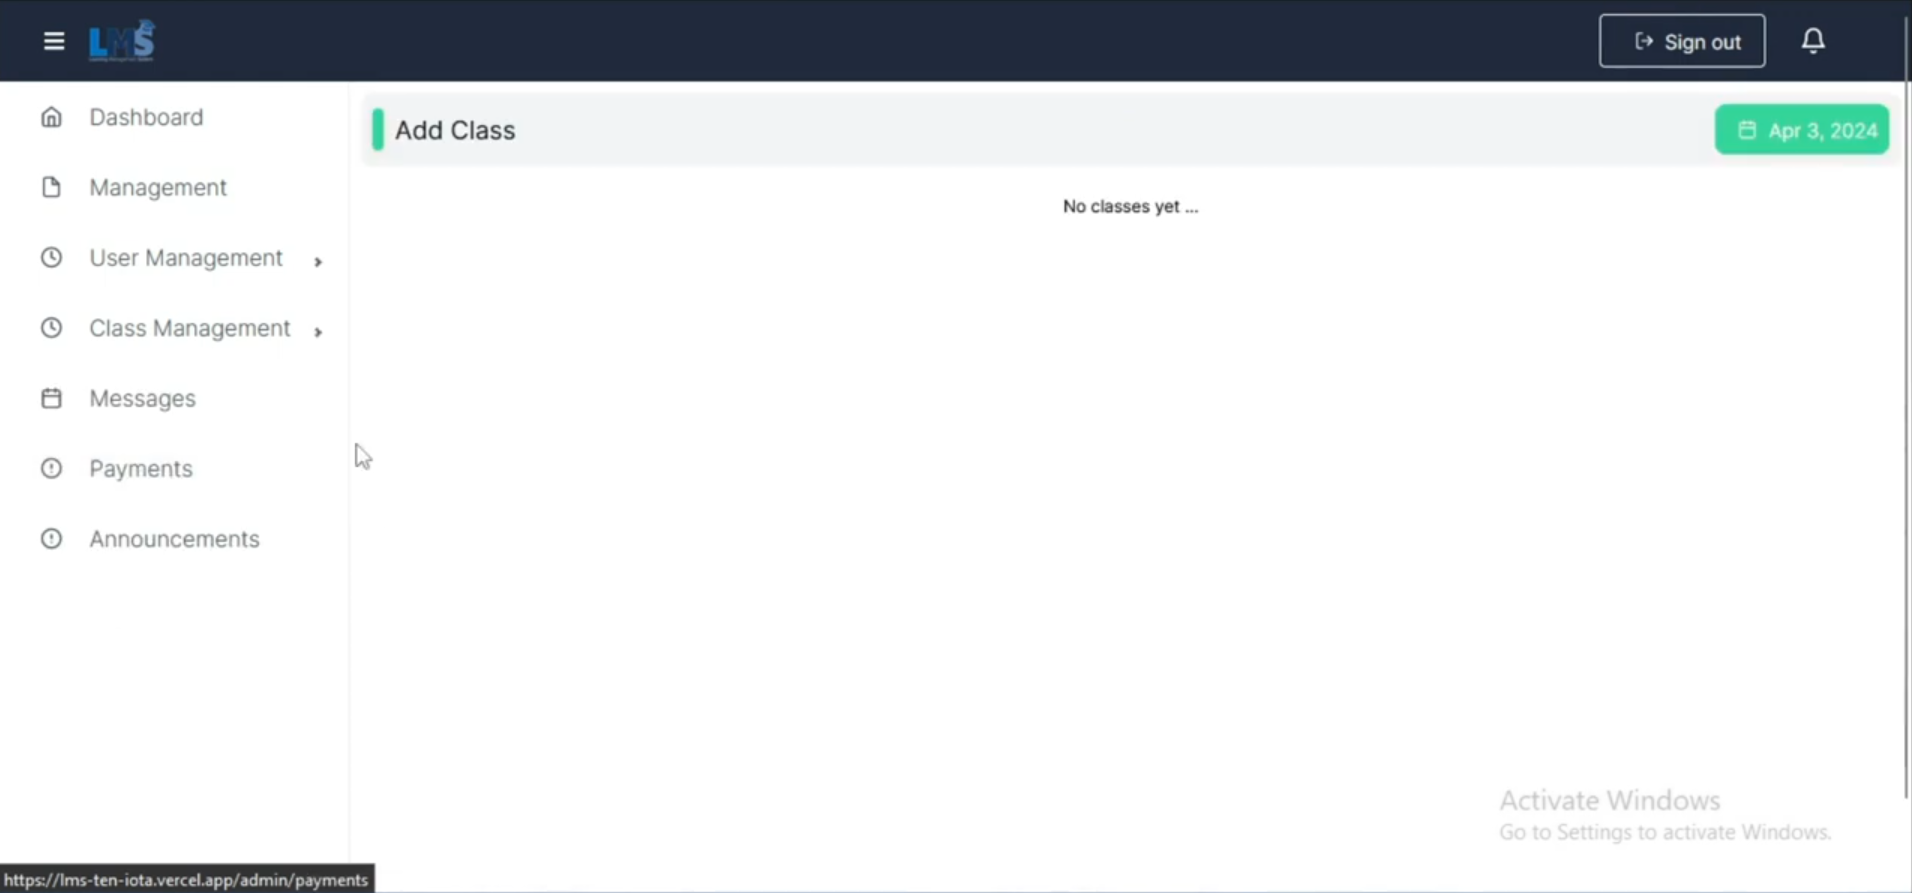 LMS
Sign out
Dashboard
Add Class
Apr 3, 2024
Management
No classes yet ...
User Management
Class Management
Messages
Payments
Announcements
Activate Windows
Go to Settings to activate Windows.
https://lms-ten-iota.vercel.app/admin/payments